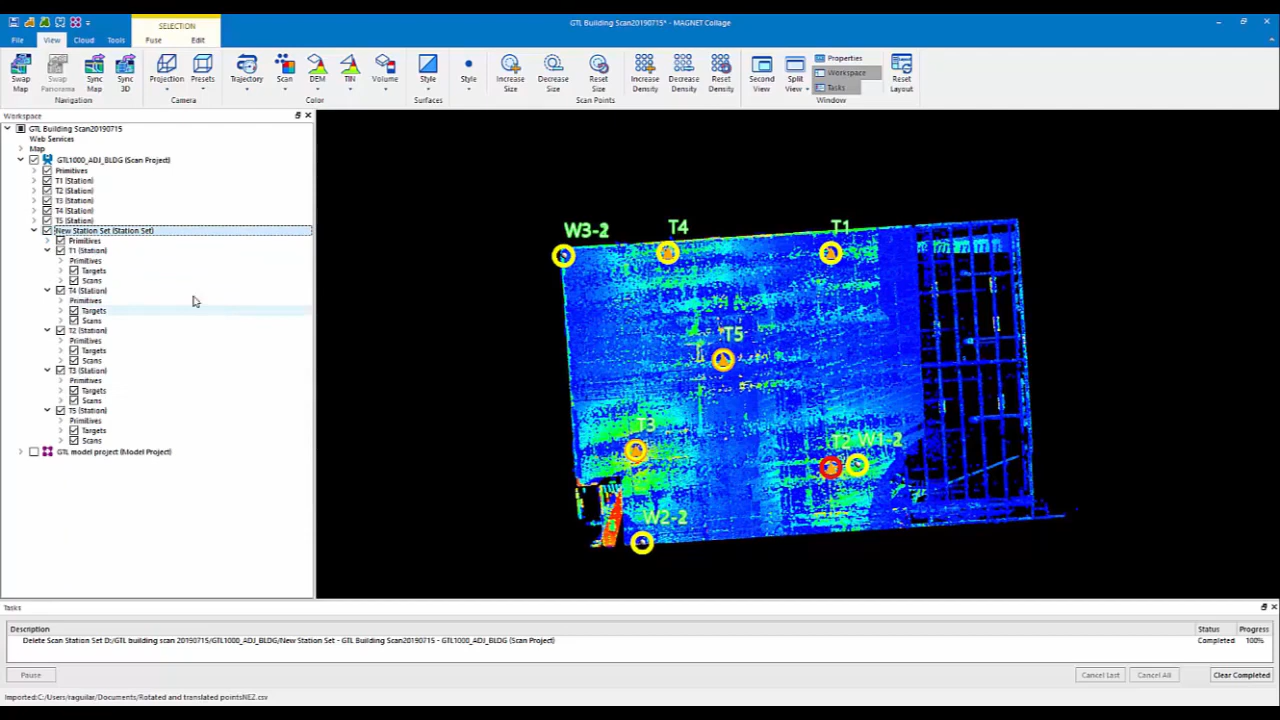 GTL Building Scan20190715* - MAGNET Collage
SELECTION
File View Cloud Tools Fuse Edit
Swap Map
Swap Panorama
Sync Map
Sync 3D
Navigation
Projection
Presets
Camera
Trajectory
Scan
DEM
TIN
Volume
Color
Style
Surfaces
Style
Increase Size
Decrease Size
Reset Size
Scan Points
Increase Density
Decrease Density
Reset Density
Second View
Split View
Properties
Workspace
Tasks
Window
Reset Layout
Workspace
GTL Building Scan20190715
Web Services
Map
GTL1000_ADJ_BLDG (Scan Project)
Primitives
T1 (Station)
T2 (Station)
T3 (Station)
T4 (Station)
T5 (Station)
New Station Set (Station Set)
Primitives
T1 (Station)
Primitives
Targets
Scans
T4 (Station)
Primitives
Targets
Scans
T2 (Station)
Primitives
Targets
Scans
T3 (Station)
Primitives
Targets
Scans
T5 (Station)
Primitives
Targets
Scans
GTL model project (Model Project)
W3-2
T4
T1
T5
T3
T2 W1-2
W2-2
Tasks
Description Status Progress
Delete Scan Station Set D:/GTL building scan 20190715/GTL1000_ADJ_BLDG/New Station Set - GTL Building Scan20190715 - GTL1000_ADJ_BLDG (Scan Project) Completed 100%
Pause Cancel Last Cancel All Clear Completed
Imported:C:/Users/raguilar/Documents/Rotated and translated pointsNEZ.csv